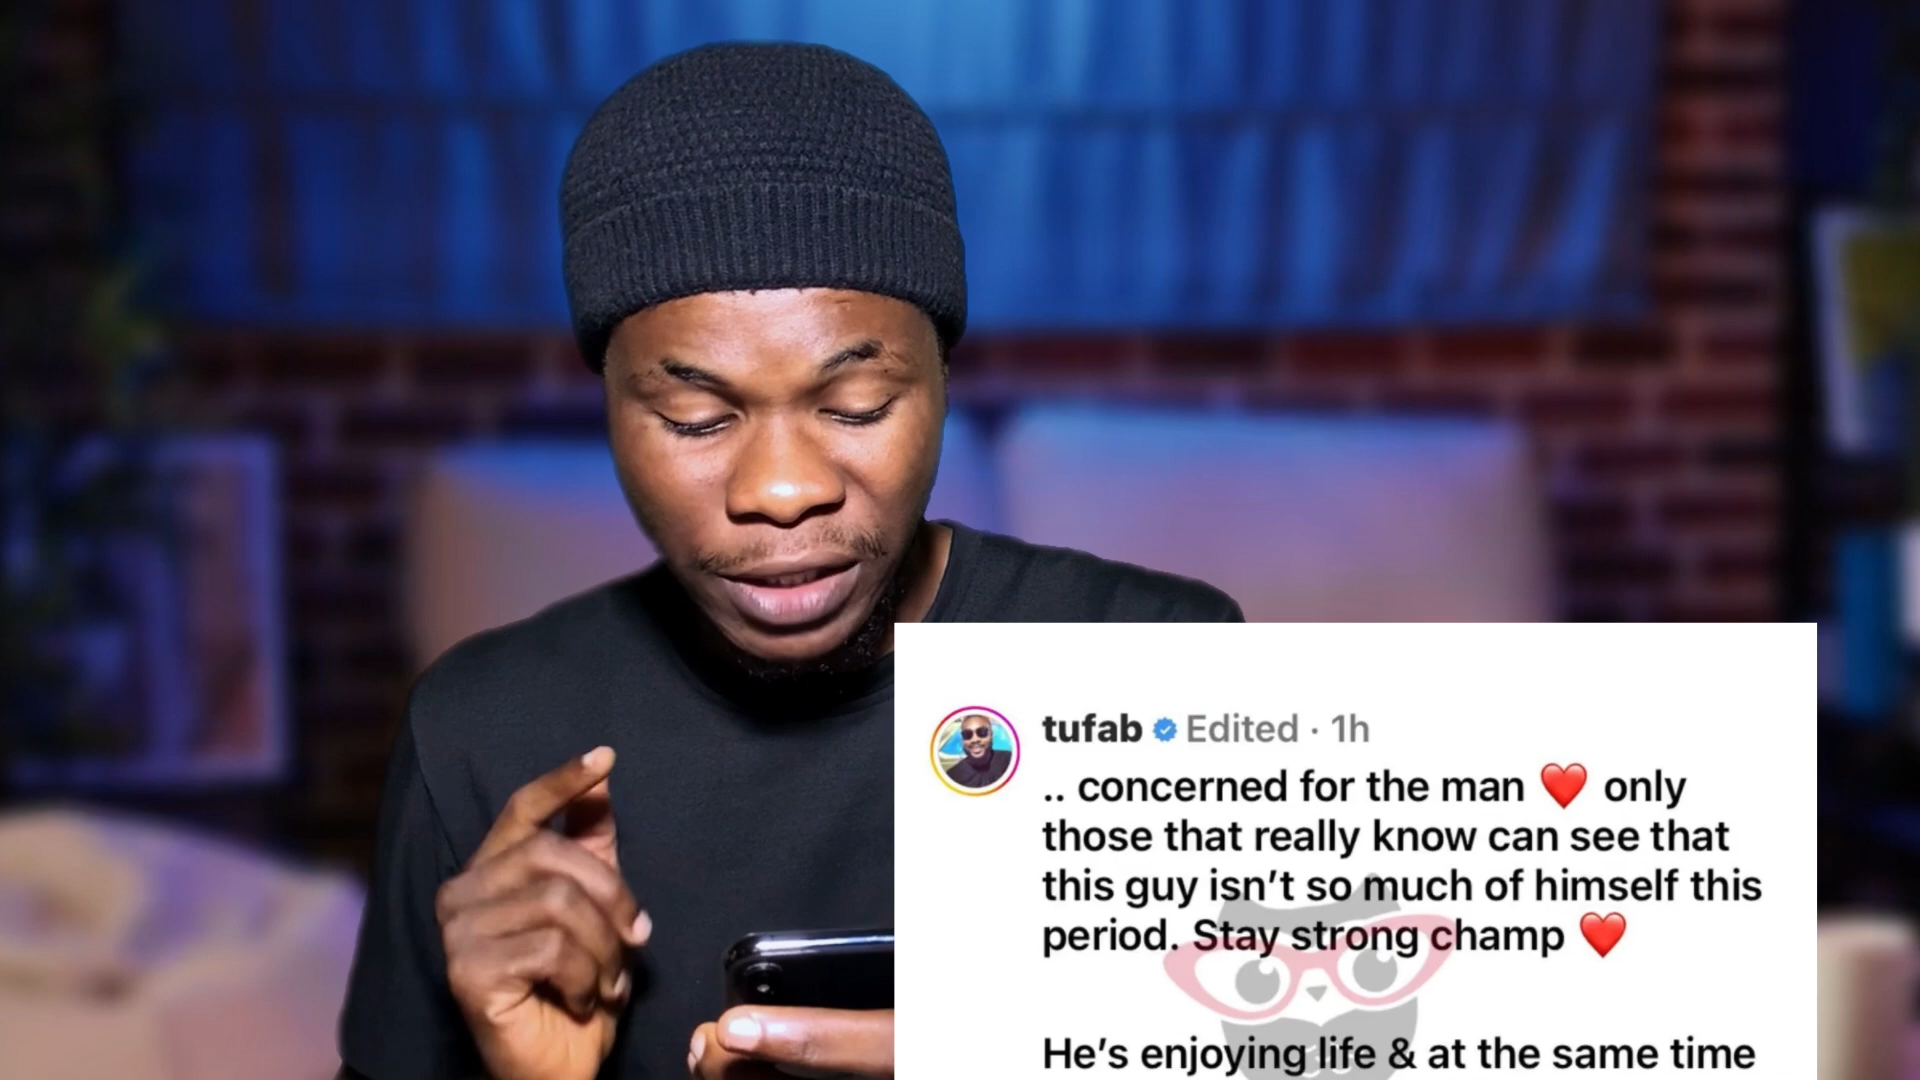 tufab Edited · 1h
.. concerned for the man ❤️ only
those that really know can see that
this guy isn’t so much of himself this
period. Stay strong champ ❤️
He’s enjoying life & at the same time